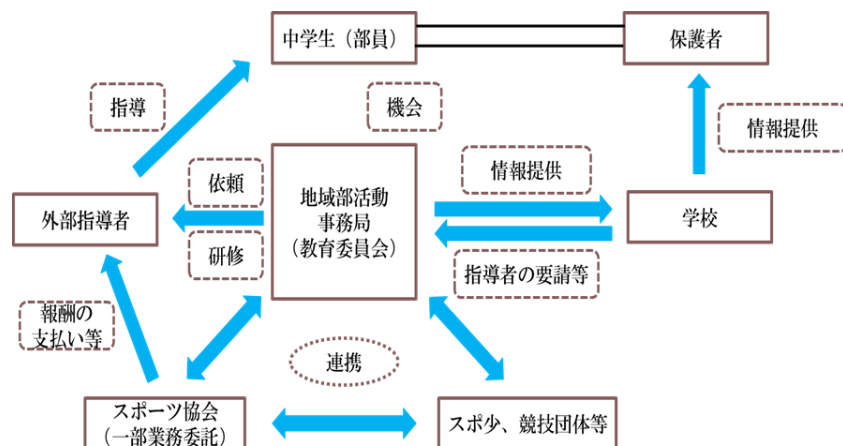 中学生（部員）
保護者
指導
機会
情報提供
依頼
情報提供
地域部活動
事務局
（教育委員会）
外部指導者
学校
研修
指導者の要請等
報酬の
支払い等
連携
スポーツ協会
（一部業務委託）
スポ少、競技団体等